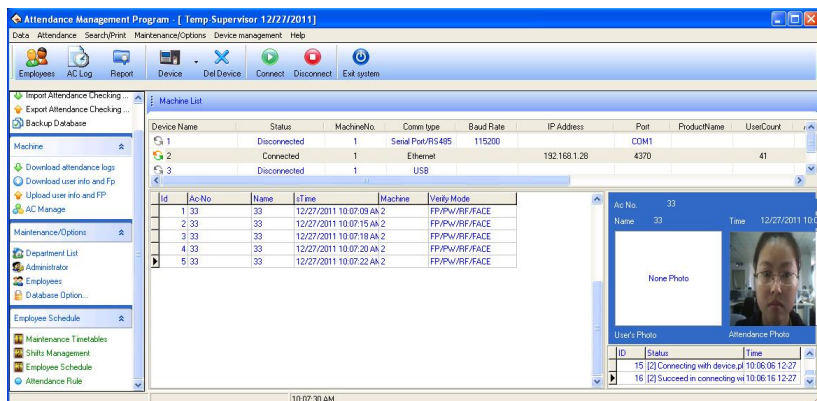 Attendance Management Program - [ Temp-Supervisor 12/27/2011]
Data Attendance Search/Print Maintenance/Options Device management Help
Employees AC Log Report Device Del Device Connect Disconnect Exit system
Import Attendance Checking ...
Export Attendance Checking ...
Backup Database
Machine
Download attendance logs
Download user info and Fp
Upload user info and FP
AC Manage
Maintenance/Options
Department List
Administrator
Employees
Database Option...
Employee Schedule
Maintenance Timetables
Shifts Management
Employee Schedule
Attendance Rule
Machine List
Device Name Status MachineNo. Comm type Baud Rate IP Address Port ProductName UserCount
1 Disconnected 1 Serial Port/RS485 115200 COM1
2 Connected 1 Ethernet 192.168.1.28 4370 41
3 Disconnected 1 USB
Id Ac-No Name sTime Machine Verify Mode
1 33 33 12/27/2011 10:07:09 AM 2 FP/PW/RF/FACE
2 33 33 12/27/2011 10:07:15 AM 2 FP/PW/RF/FACE
3 33 33 12/27/2011 10:07:18 AM 2 FP/PW/RF/FACE
4 33 33 12/27/2011 10:07:20 AM 2 FP/PW/RF/FACE
5 33 33 12/27/2011 10:07:22 AM 2 FP/PW/RF/FACE
Ac No. 33
Name 33 Time 12/27/2011 10:0
None Photo
User's Photo Attendance Photo
ID Status Time
15 [2] Connecting with device,pl 10:06:06 12-27
16 [2] Succeed in connecting wi 10:06:16 12-27
10:07:30 AM